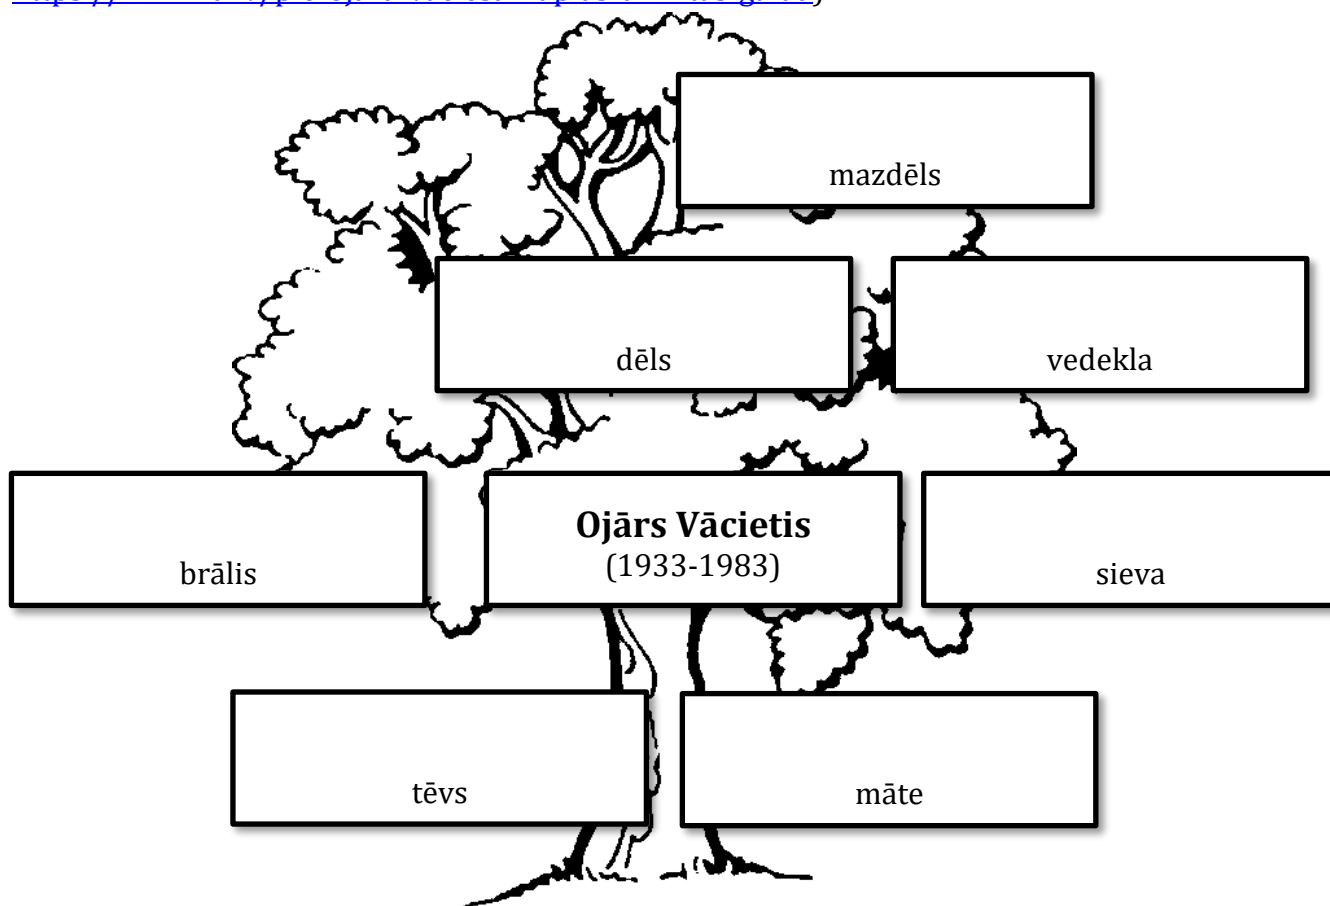 mazdēls
dēls
vedekla
brālis
Ojārs Vācietis
(1933-1983)
sieva
tēvs
māte